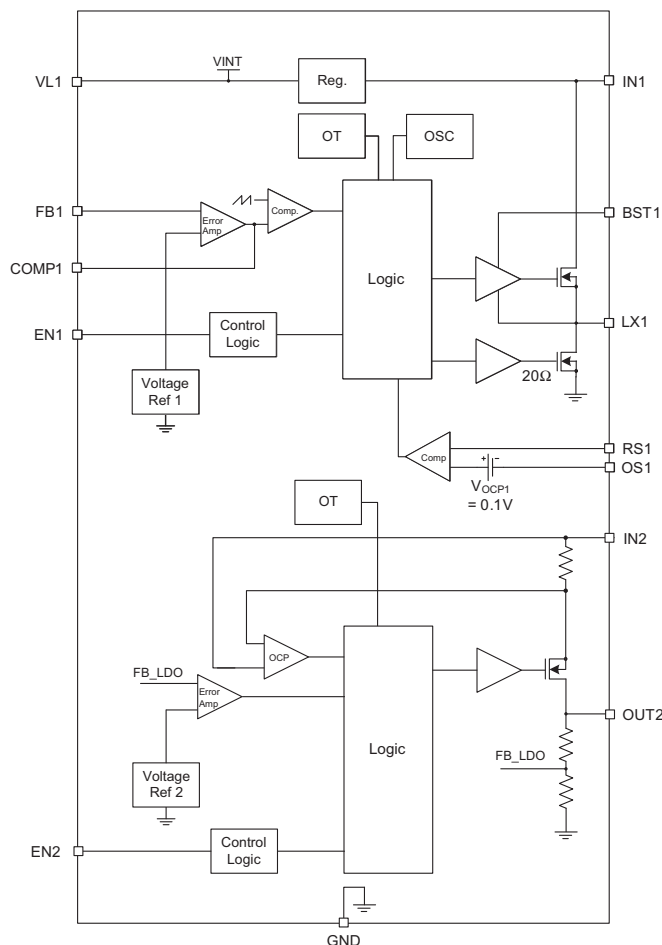 VINT
VL1
Reg.
IN1
OT
OSC
FB1
Error
Amp
Comp.
BST1
COMP1
Logic
LX1
EN1
Control
Logic
20Ω
Voltage
Ref 1
Comp
RS1
OS1
+ −
VOCP1
= 0.1V
OT
IN2
OCP
FB_LDO
Error
Amp
OUT2
Logic
FB_LDO
Voltage
Ref 2
EN2
Control
Logic
GND